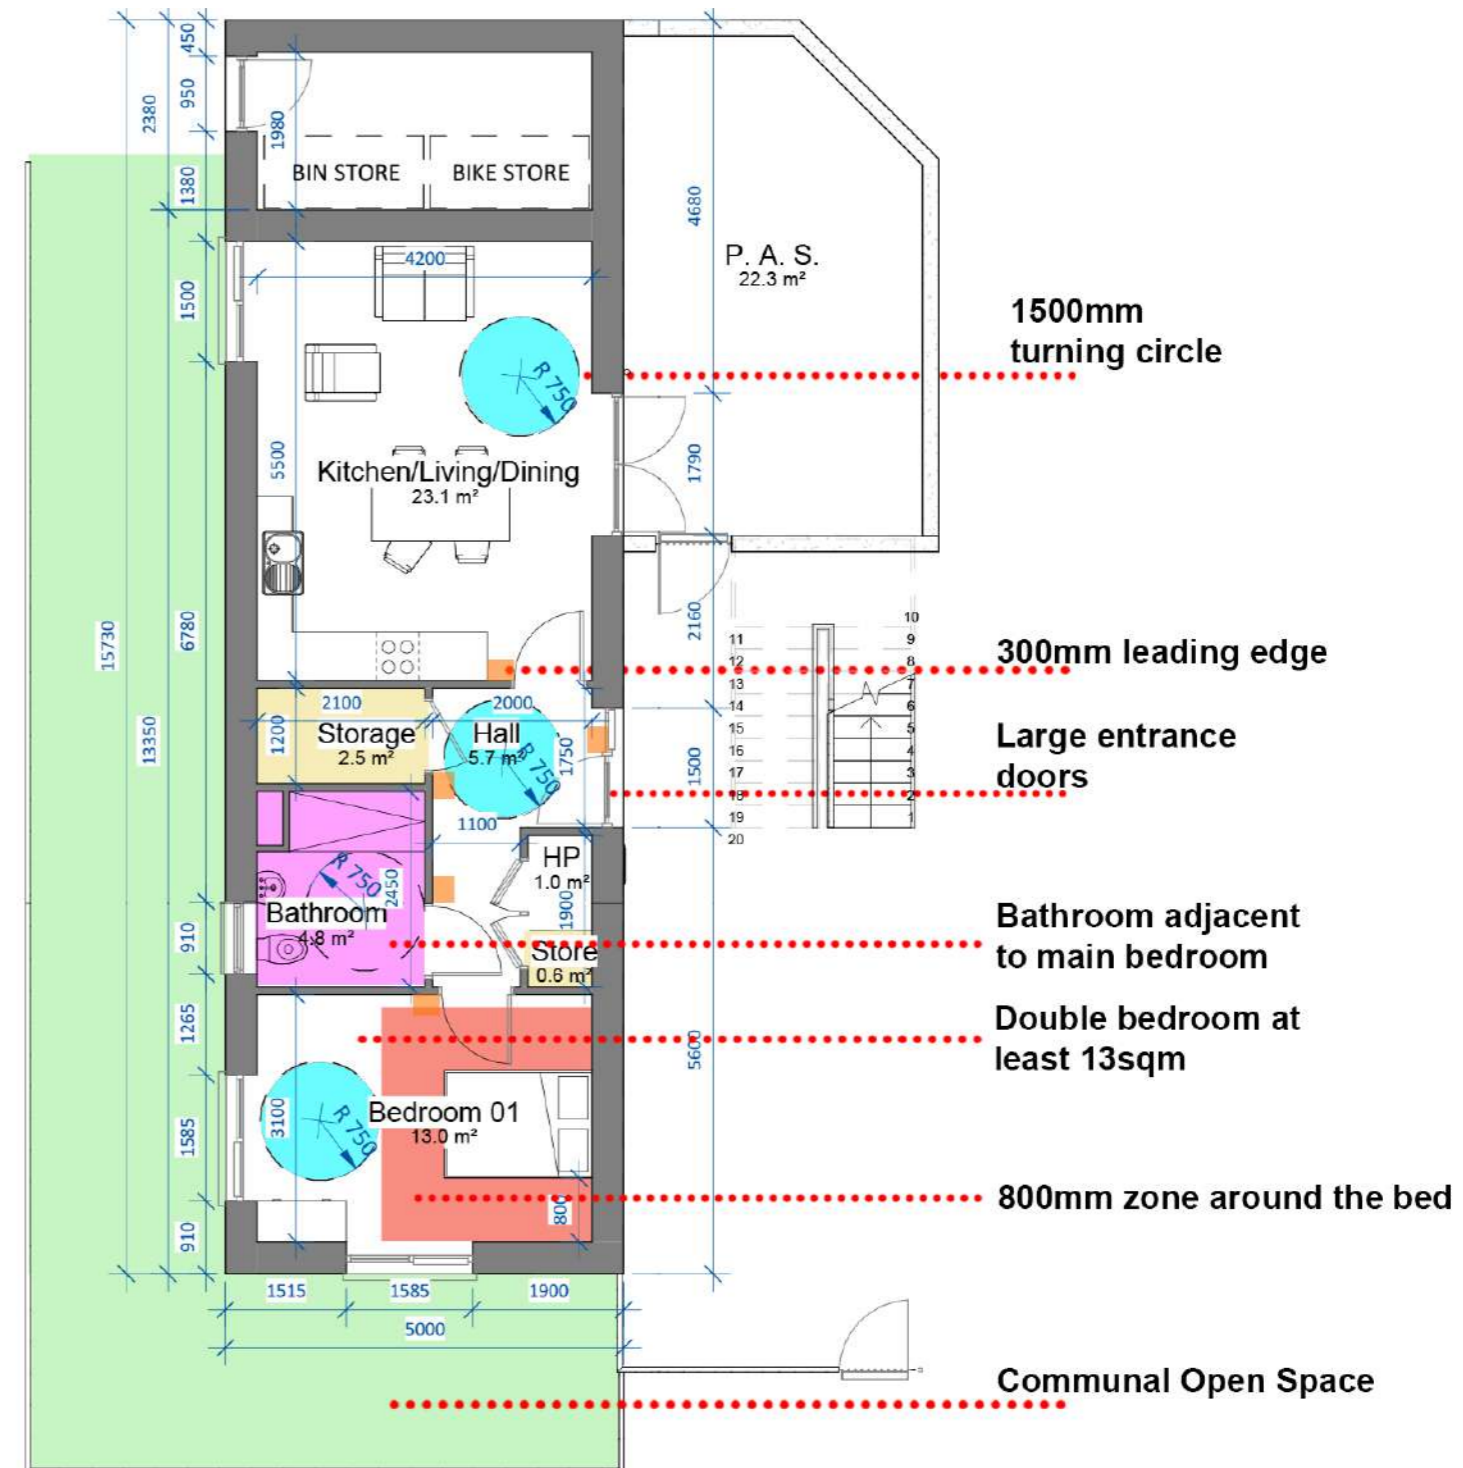 450
950
2380
1980
BIN STORE
BIKE STORE
1380
4680
4200
P. A. S.
22.3 m²
1500
1500mm
turning circle
R 750
5500
Kitchen/Living/Dining
23.1 m²
1790
15730
6780
2160
10
11
9
12
8
13
7
14
6
15
5
16
4
17
3
18
2
19
1
20
300mm leading edge
2100
2000
13350
1200
Storage
2.5 m²
Hall
5.7 m²
R 750
1750
1500
Large entrance
doors
1100
HP
1.0 m²
R 750
2450
1900
910
Bathroom
4.8 m²
Store
0.6 m²
Bathroom adjacent
to main bedroom
1265
5600
Double bedroom at
least 13sqm
1585
3100
R 750
Bedroom 01
13.0 m²
800
800mm zone around the bed
910
1515
1585
1900
5000
Communal Open Space